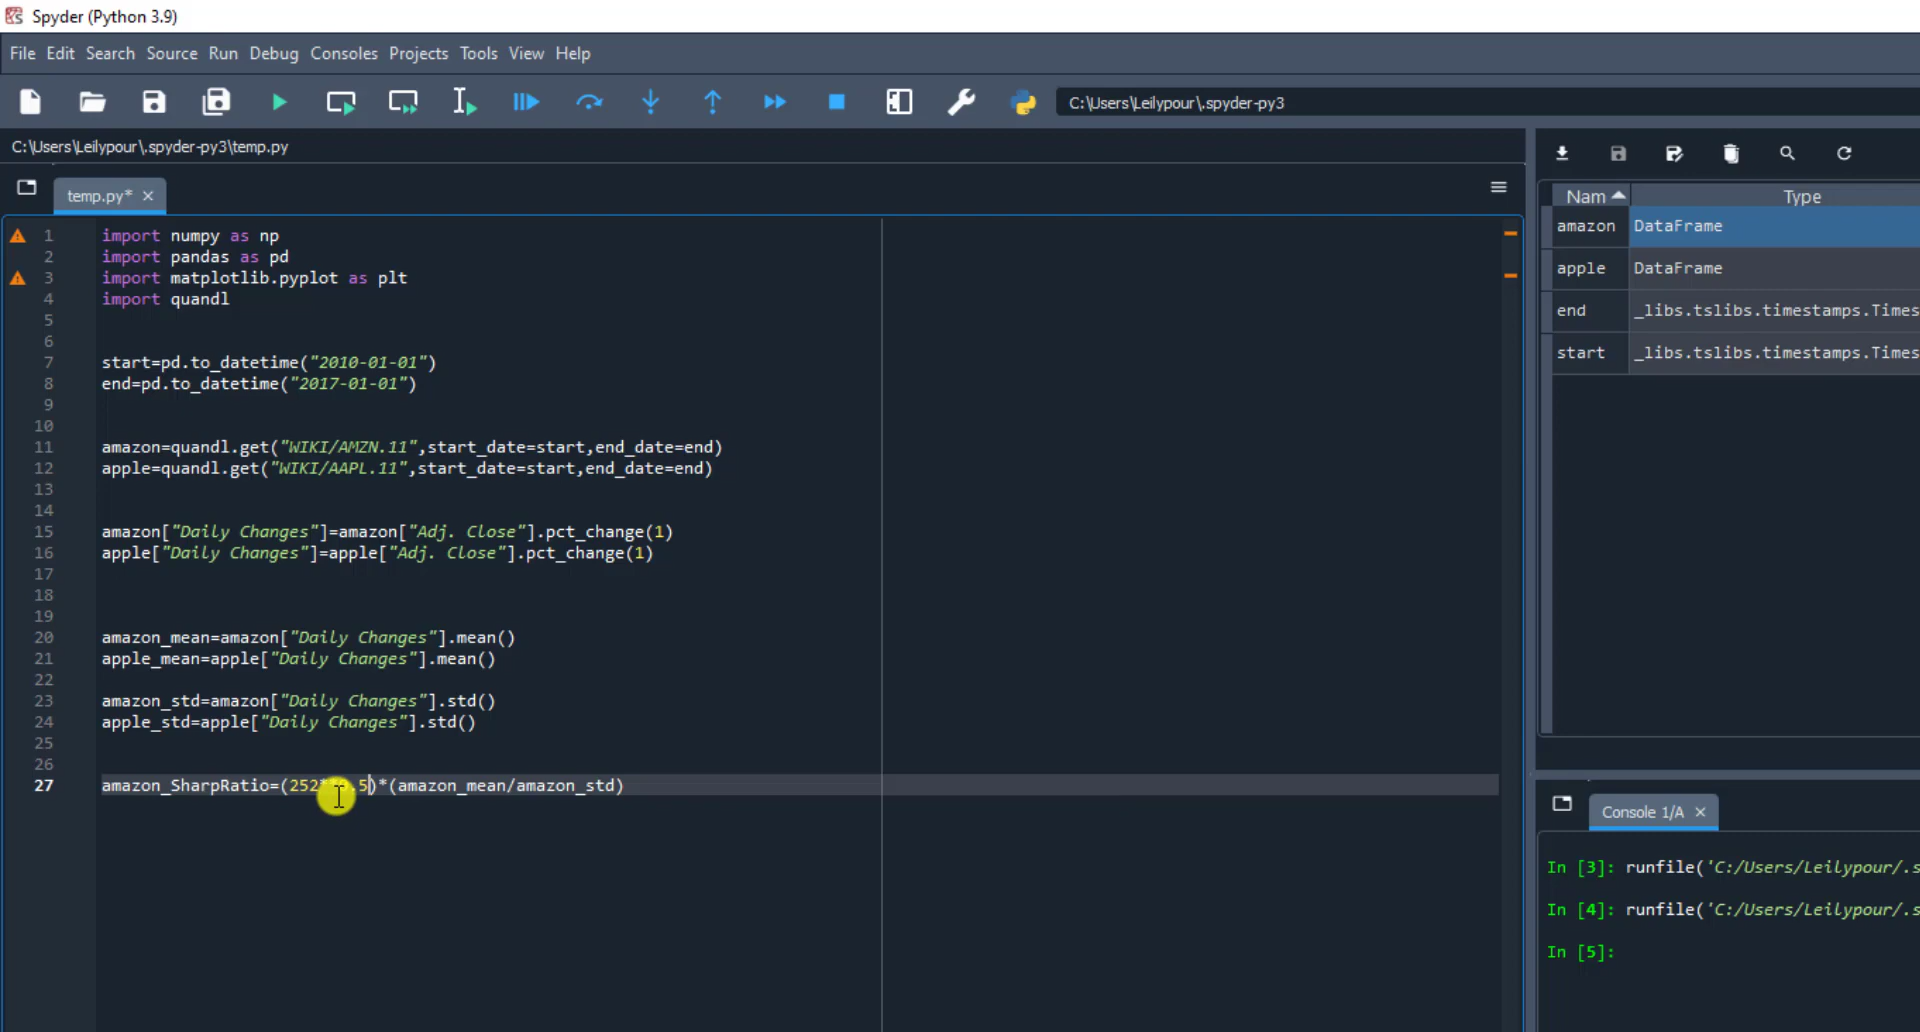 Spyder (Python 3.9)
File Edit Search Source Run Debug Consoles Projects Tools View Help
C:\Users\Leilypour\.spyder-py3
C:\Users\Leilypour\.spyder-py3\temp.py
temp.py*
1 import numpy as np
2 import pandas as pd
3 import matplotlib.pyplot as plt
4 import quandl
5
6
7 start=pd.to_datetime("2010-01-01")
8 end=pd.to_datetime("2017-01-01")
9
10
11 amazon=quandl.get("WIKI/AMZN.11",start_date=start,end_date=end)
12 apple=quandl.get("WIKI/AAPL.11",start_date=start,end_date=end)
13
14
15 amazon["Daily Changes"]=amazon["Adj. Close"].pct_change(1)
16 apple["Daily Changes"]=apple["Adj. Close"].pct_change(1)
17
18
19
20 amazon_mean=amazon["Daily Changes"].mean()
21 apple_mean=apple["Daily Changes"].mean()
22
23 amazon_std=amazon["Daily Changes"].std()
24 apple_std=apple["Daily Changes"].std()
25
26
27 amazon_SharpRatio=(252**0.5)*(amazon_mean/amazon_std)
Nam Type
amazon DataFrame
apple DataFrame
end _libs.tslibs.timestamps.Times
start _libs.tslibs.timestamps.Times
Console 1/A
In [3]: runfile('C:/Users/Leilypour/.s
In [4]: runfile('C:/Users/Leilypour/.s
In [5]: